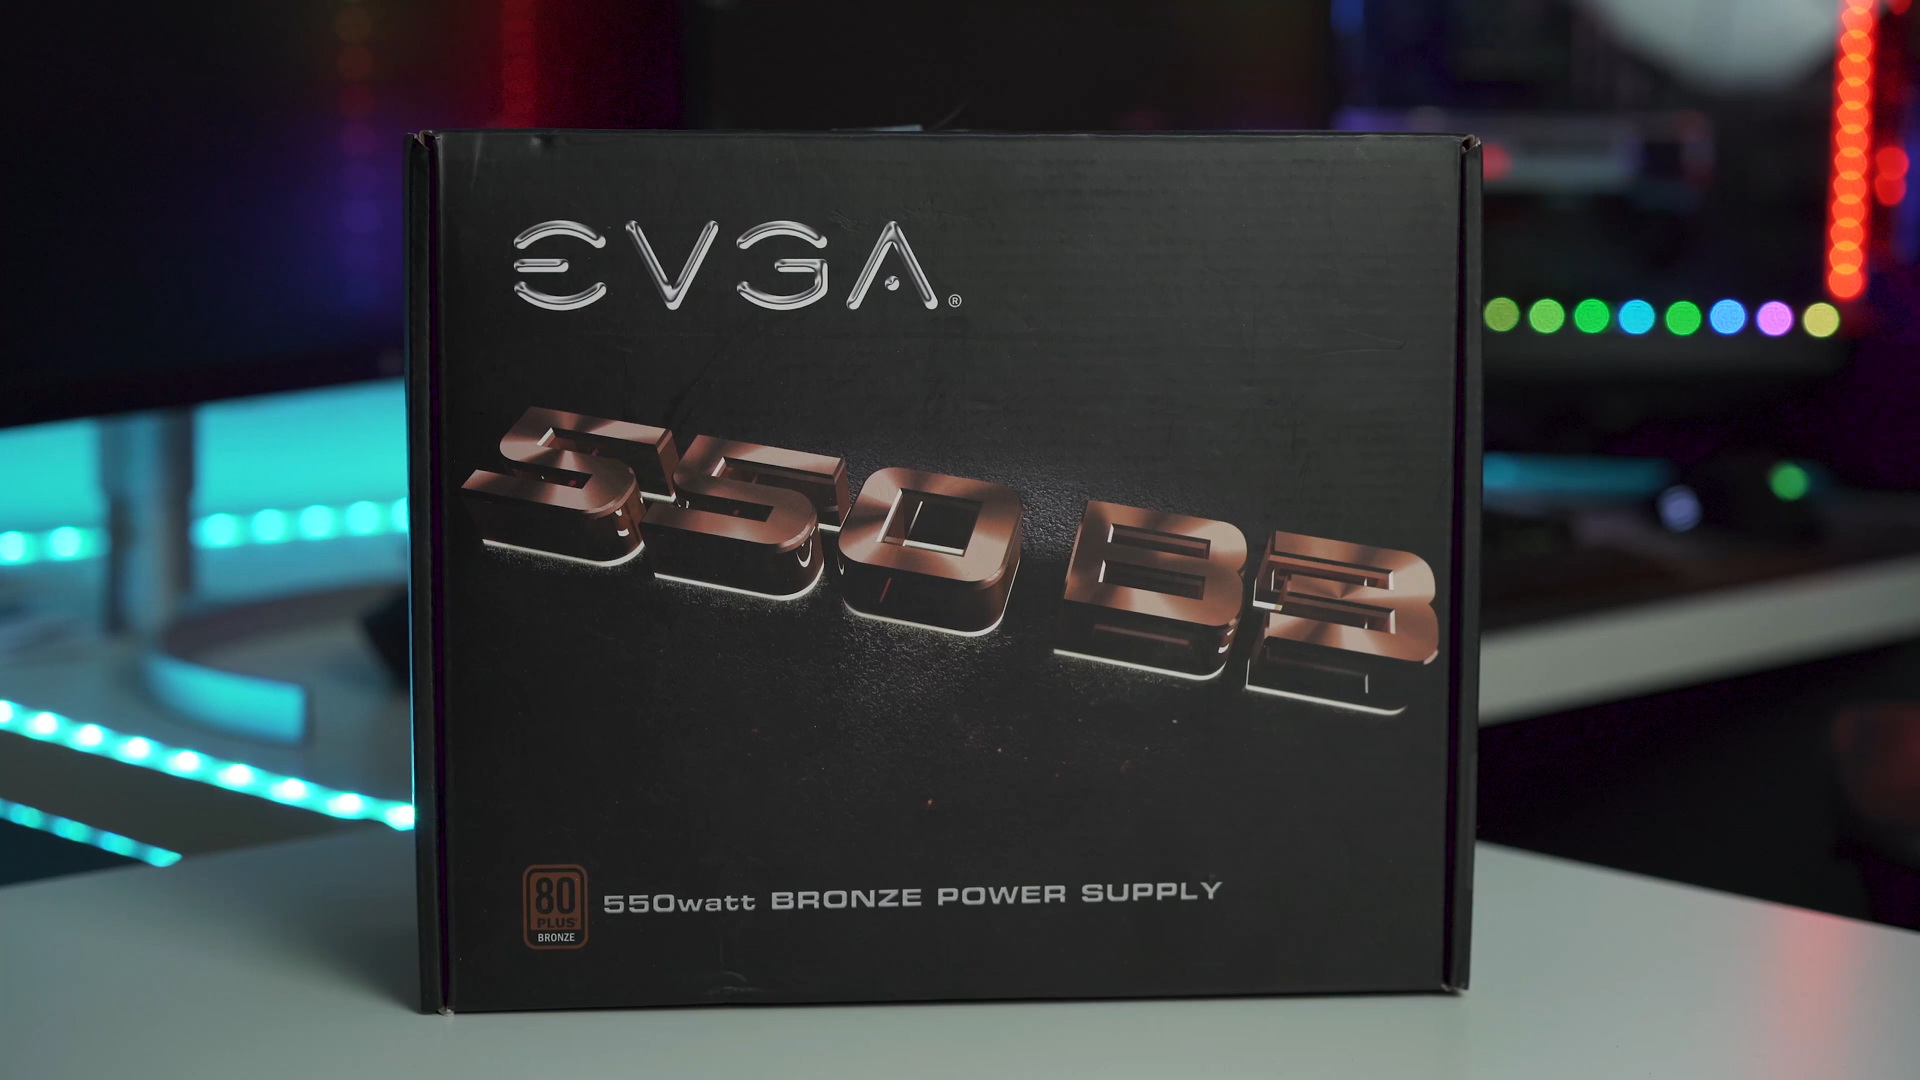 EVGA®
550 B3
80
PLUS®
BRONZE
550watt BRONZE POWER SUPPLY